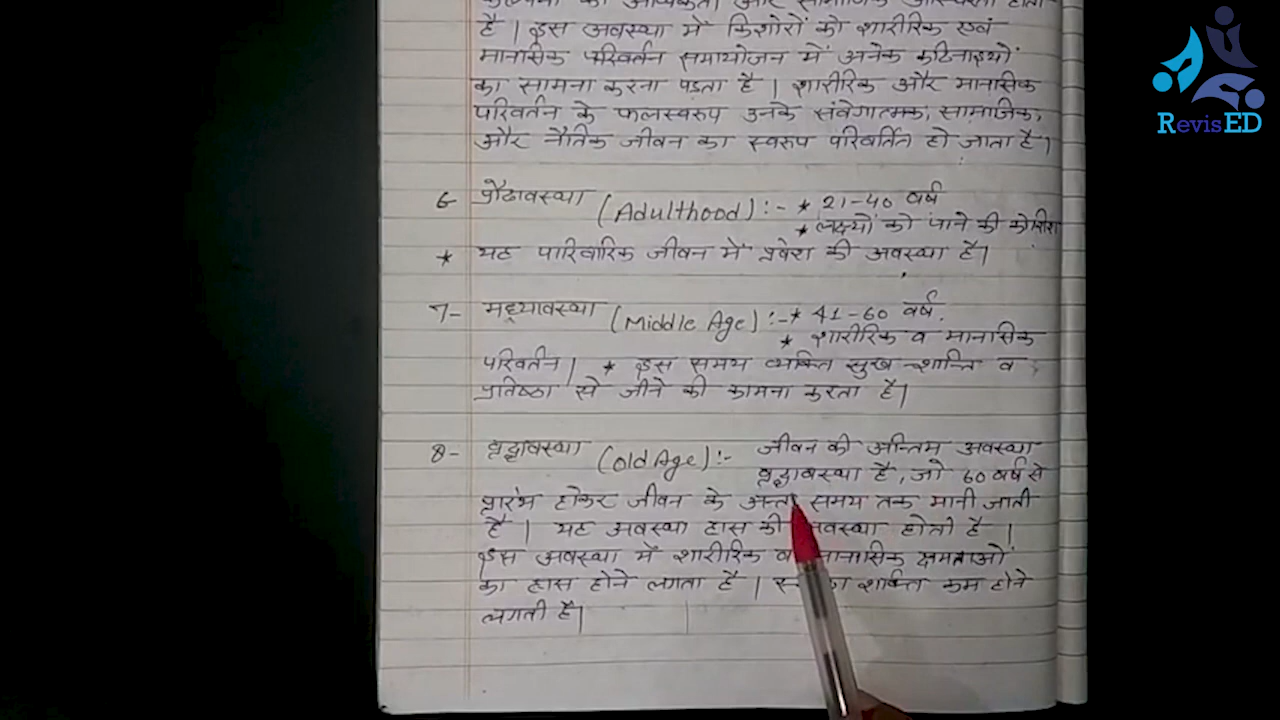 है। इस अवस्था में किशोरों को शारीरिक एवं
मानसिक परिवर्तन समायोजन में अनेक कठिनाइयों
का सामना करना पडता है। शारीरिक और मानसिक
परिवर्तन के फलस्वरुप उनके संवेगात्मक, सामाजिक,
और नैतिक जीवन का स्वरुप परिवर्तित हो जाता है।
6- प्रौढावस्था (Adulthood):- * 21-40 वर्ष
* लक्ष्यों को पाने की कोशिश
* यह पारिवारिक जीवन में प्रवेश की अवस्था है।
7- मध्यावस्था (Middle Age):- * 41-60 वर्ष.
* शारीरिक व मानसिक
परिवर्तन। * इस समय व्यक्ति सुख शान्ति व
प्रतिष्ठा से जीने की कामना करता है।
8- वृद्धावस्था (Old Age):- जीवन की अन्तिम अवस्था
वृद्धावस्था है, जो 60 वर्ष से
प्रारंभ होकर जीवन के अन्त समय तक मानी जाती
है। यह अवस्था हास की अवस्था होती है।
इस अवस्था में शारीरिक व मानसिक क्षमताओं
का हास होने लगता है। शक्ति कम होने
लगती है।
RevisED